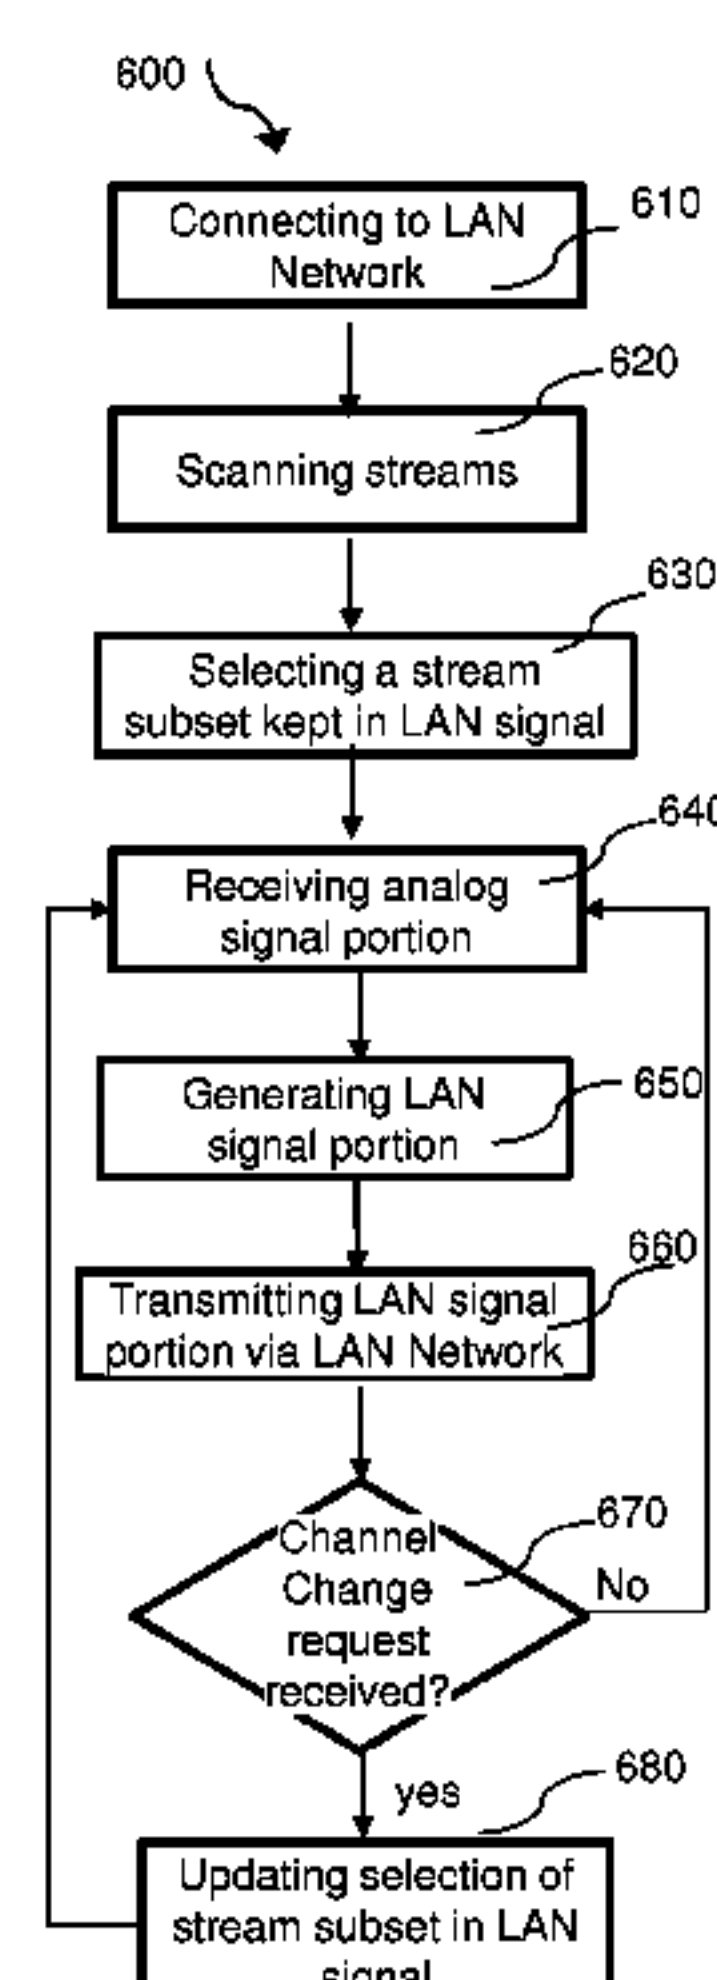 600
610
Connecting to LAN
Network
620
Scanning streams
630
Selecting a stream
subset kept in LAN signal
640
Receiving analog
signal portion
650
Generating LAN
signal portion
660
Transmitting LAN signal
portion via LAN Network
670
Channel
Change
request
received?
No
yes
680
Updating selection of
stream subset in LAN
signal